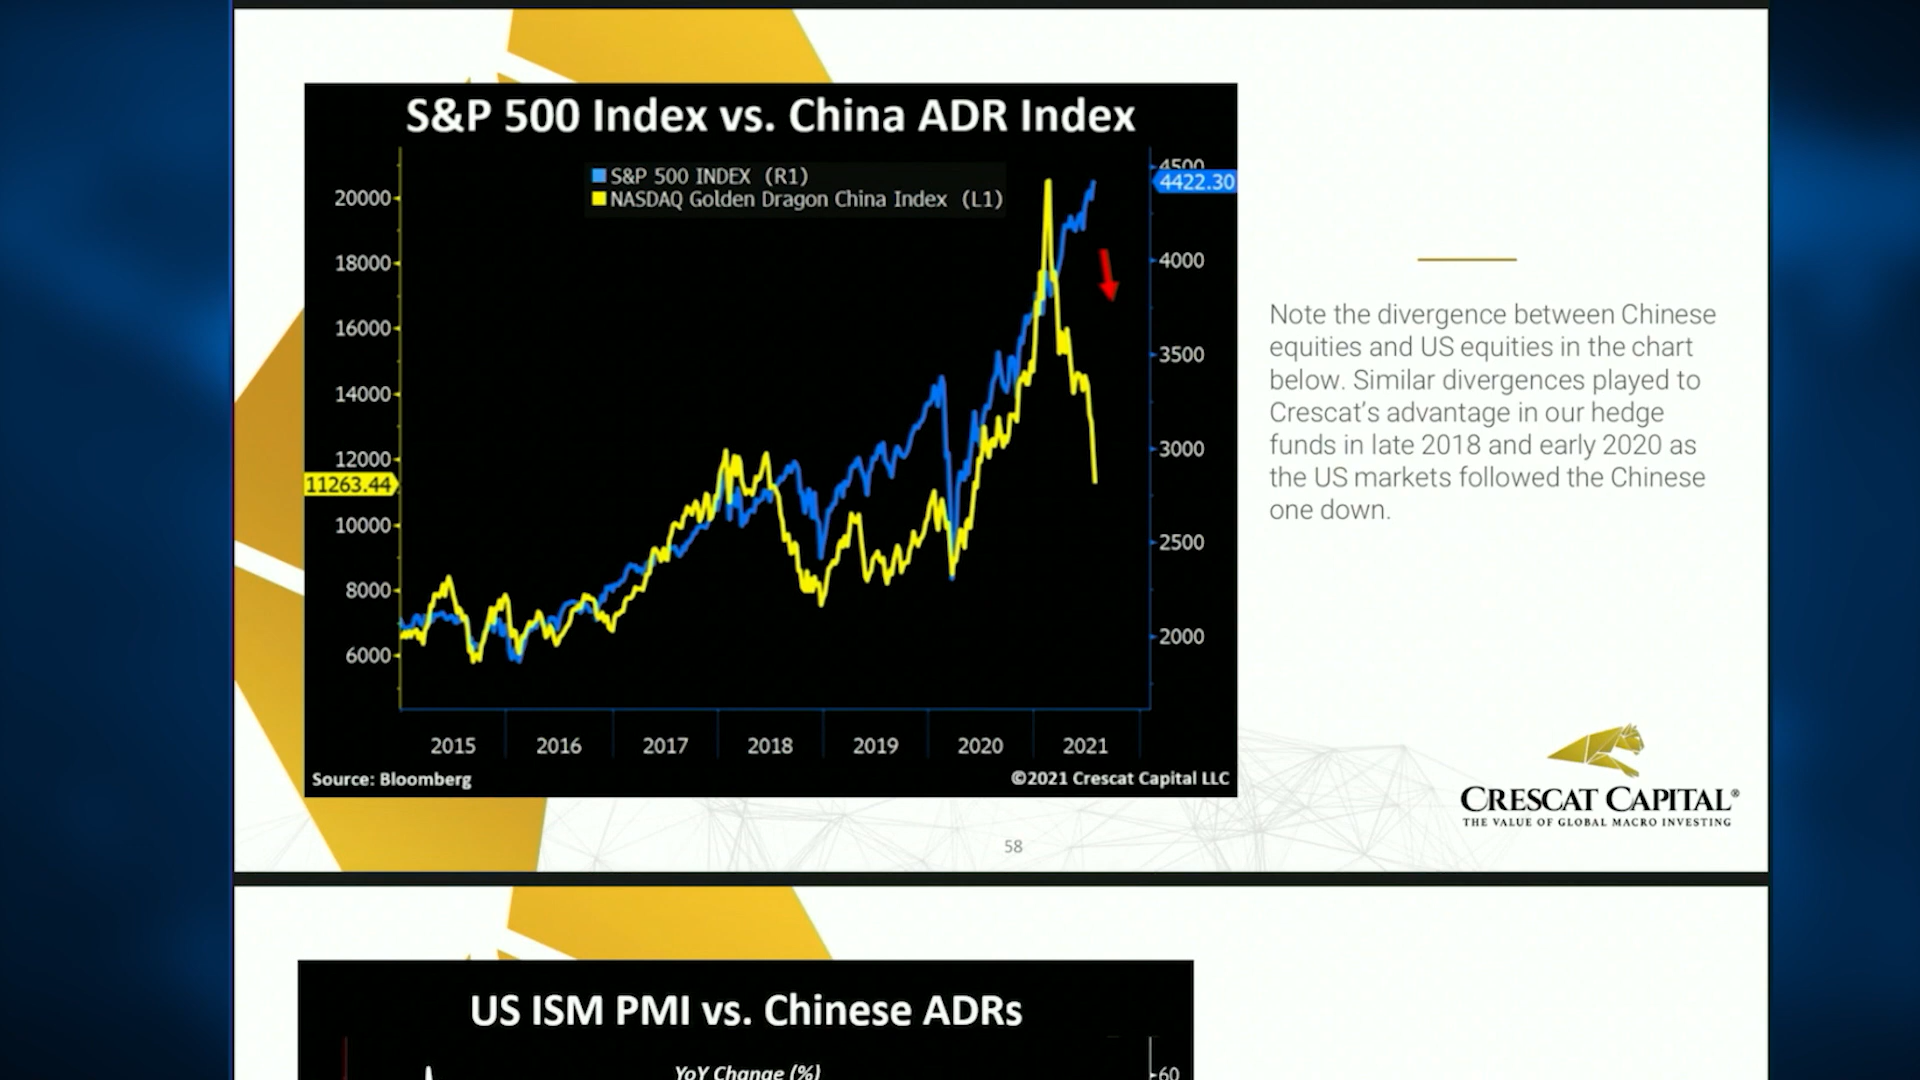 S&P 500 Index vs. China ADR Index
S&P 500 INDEX (R1)
NASDAQ Golden Dragon China Index (L1)
20000
18000
16000
14000
12000
11263.44
10000
8000
6000
4500
4422.30
4000
3500
3000
2500
2000
2015 2016 2017 2018 2019 2020 2021
Source: Bloomberg
©2021 Crescat Capital LLC
Note the divergence between Chinese
equities and US equities in the chart
below. Similar divergences played to
Crescat's advantage in our hedge
funds in late 2018 and early 2020 as
the US markets followed the Chinese
one down.
CRESCAT CAPITAL®
THE VALUE OF GLOBAL MACRO INVESTING
58
US ISM PMI vs. Chinese ADRs
YoY Change (%)
60